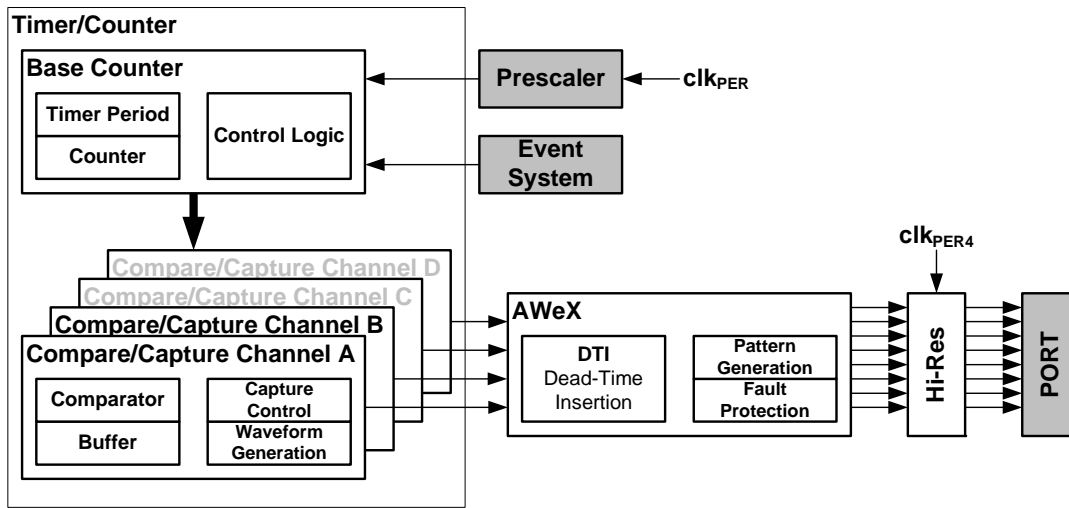 Timer/Counter
Base Counter
Timer Period
Counter
Control Logic
Prescaler
clkPER
Event
System
Compare/Capture Channel D
Compare/Capture Channel C
Compare/Capture Channel B
Compare/Capture Channel A
Comparator
Buffer
Capture
Control
Waveform
Generation
AWeX
DTI
Dead-Time
Insertion
Pattern
Generation
Fault
Protection
clkPER4
Hi-Res
PORT